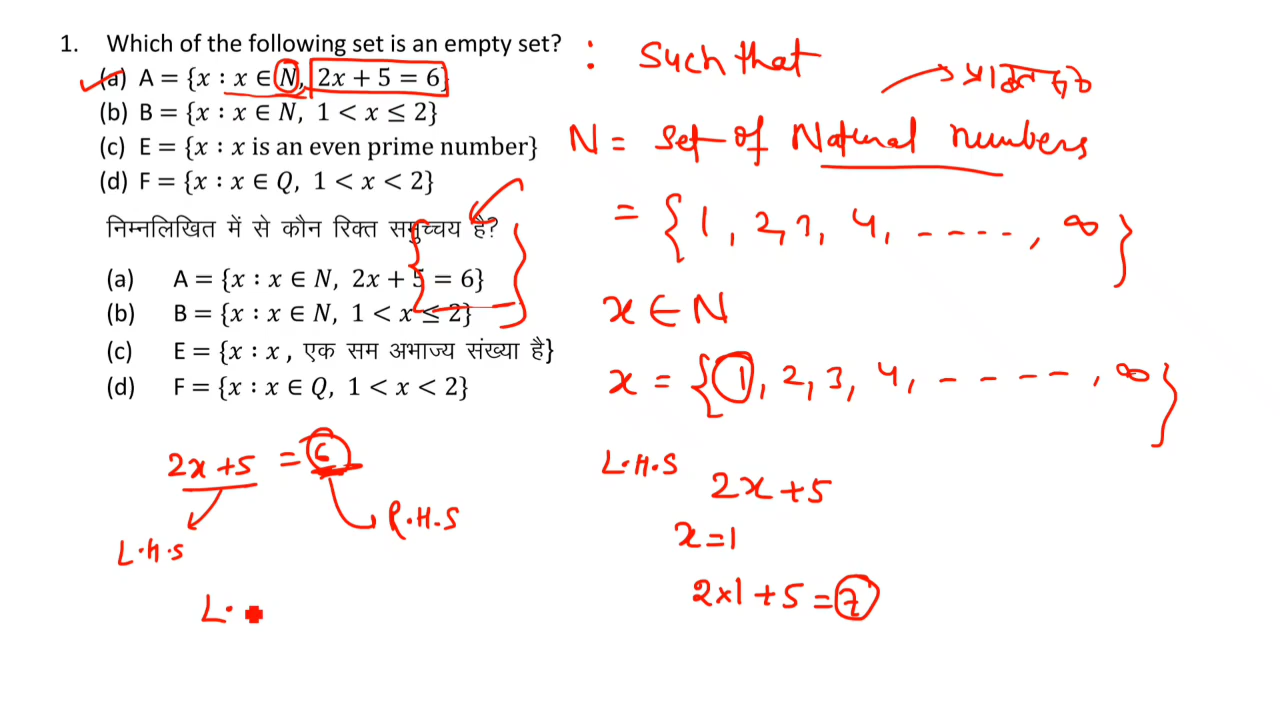 1. Which of the following set is an empty set?
(a) A = {x : x ∈ N, 2x + 5 = 6}
(b) B = {x : x ∈ N, 1 < x ≤ 2}
(c) E = {x : x is an even prime number}
(d) F = {x : x ∈ Q, 1 < x < 2}
निम्नलिखित में से कौन रिक्त समुच्चय है?
(a) A = {x : x ∈ N, 2x + 5 = 6}
(b) B = {x : x ∈ N, 1 < x ≤ 2}
(c) E = {x : x , एक सम अभाज्य संख्या है}
(d) F = {x : x ∈ Q, 1 < x < 2}
2x + 5 = 6
L.H.S
R.H.S
L.
: Such that
N = Set of Natural numbers
= {1, 2, 3, 4, ----, ∞}
x ∈ N
x = {1, 2, 3, 4, - - - -, ∞}
L.H.S
2x + 5
x = 1
2×1 + 5 = 7